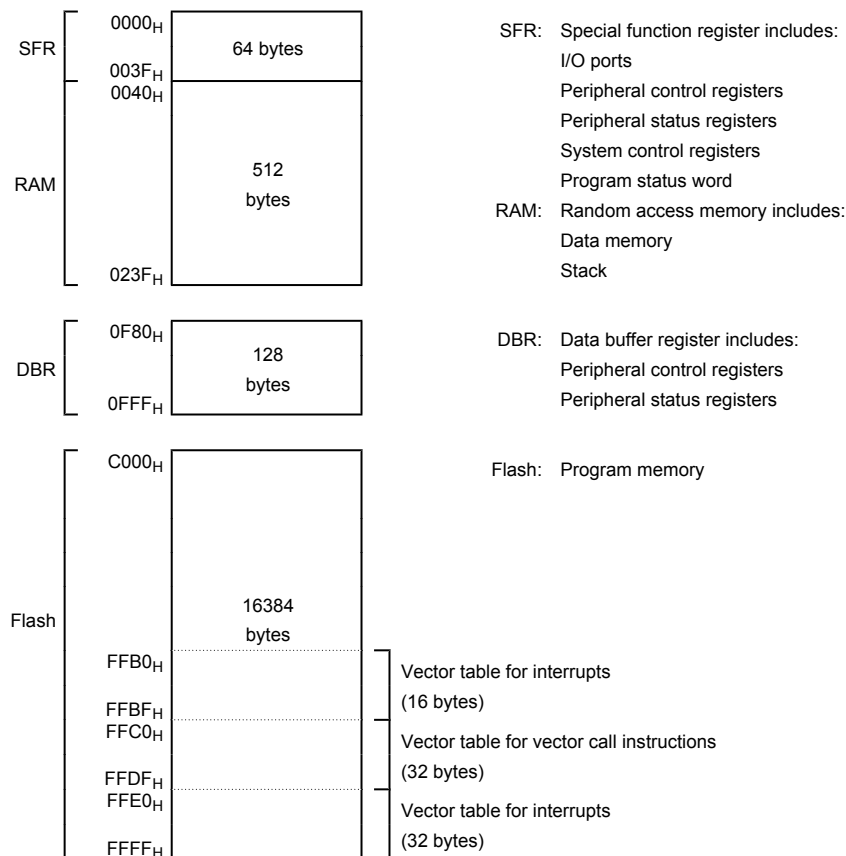 0000H
SFR
64 bytes
003FH
0040H
RAM
512
bytes
023FH
0F80H
DBR
128
bytes
0FFFH
C000H
Flash
16384
bytes
FFB0H
Vector table for interrupts
FFBFH
(16 bytes)
FFC0H
Vector table for vector call instructions
FFDFH
(32 bytes)
FFE0H
Vector table for interrupts
FFFFH
(32 bytes)
SFR: Special function register includes:
I/O ports
Peripheral control registers
Peripheral status registers
System control registers
Program status word
RAM: Random access memory includes:
Data memory
Stack
DBR: Data buffer register includes:
Peripheral control registers
Peripheral status registers
Flash: Program memory